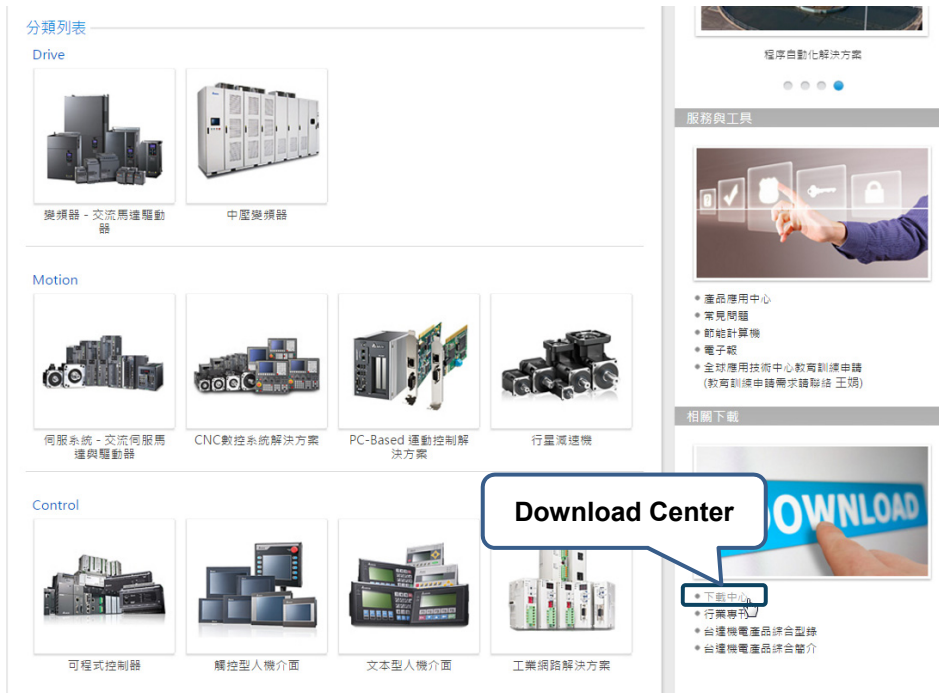 分類列表
Drive
變頻器 - 交流馬達驅動
器
中壓變頻器
Motion
伺服系統 - 交流伺服馬
達與驅動器
CNC數控系統解決方案
PC-Based 運動控制解
決方案
行星減速機
Control
可程式控制器
觸控型人機介面
文本型人機介面
工業網路解決方案
程序自動化解決方案
服務與工具
產品應用中心
常見問題
節能計算機
電子報
全球應用技術中心教育訓練申請
(教育訓練申請需求請聯絡 王娟)
相關下載
DOWNLOAD
Download Center
下載中心
行業專刊
台達機電產品綜合型錄
台達機電產品綜合簡介